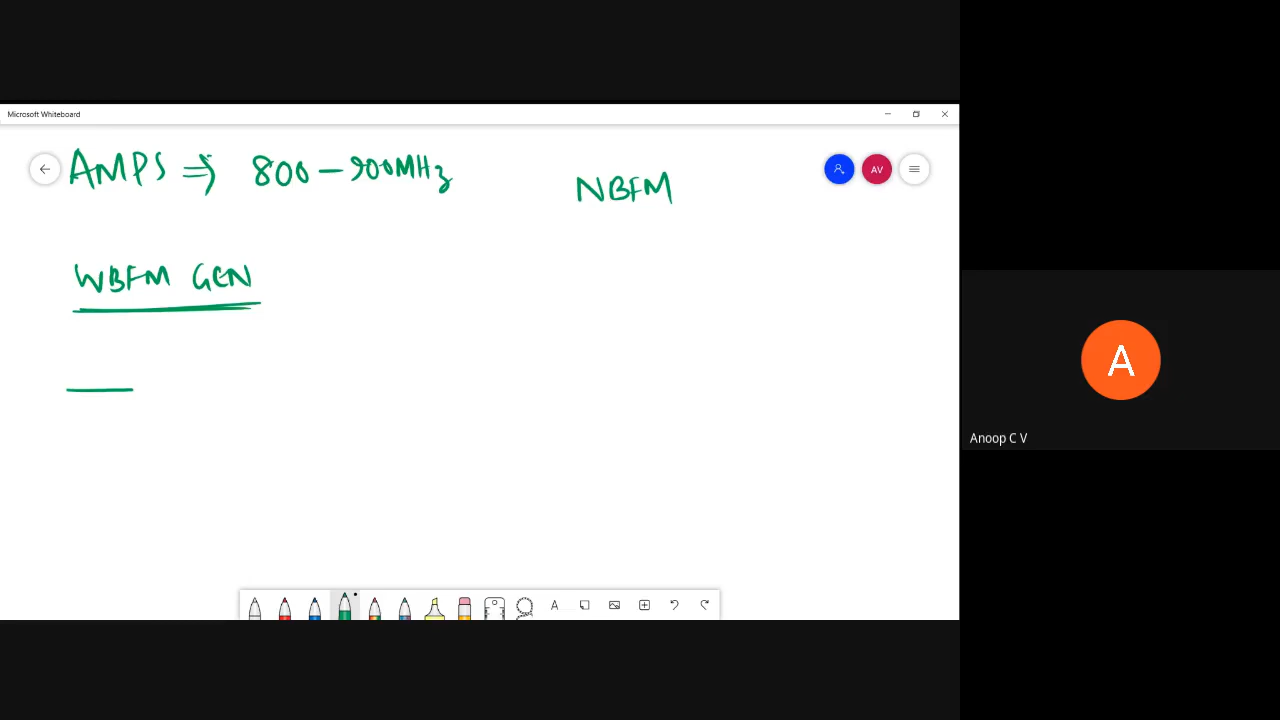 Microsoft Whiteboard
AMPS ⇒ 800 - 900MHz
NBFM
AV
WBFM GEN
A
Anoop C V
A